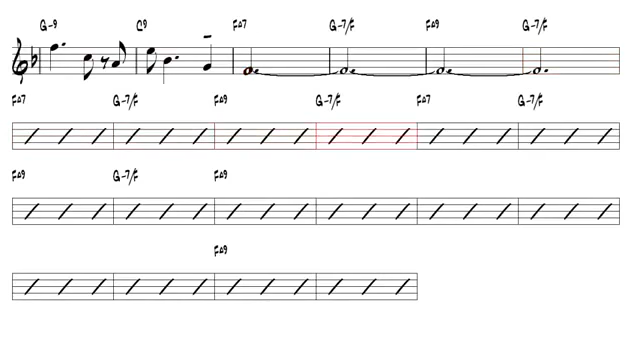 G-9 C9 F△7 G-7/F F△9 G-7/F
F△7 G-7/F F△9 G-7/F F△7 G-7/F
F△9 G-7/F F△9
F△9